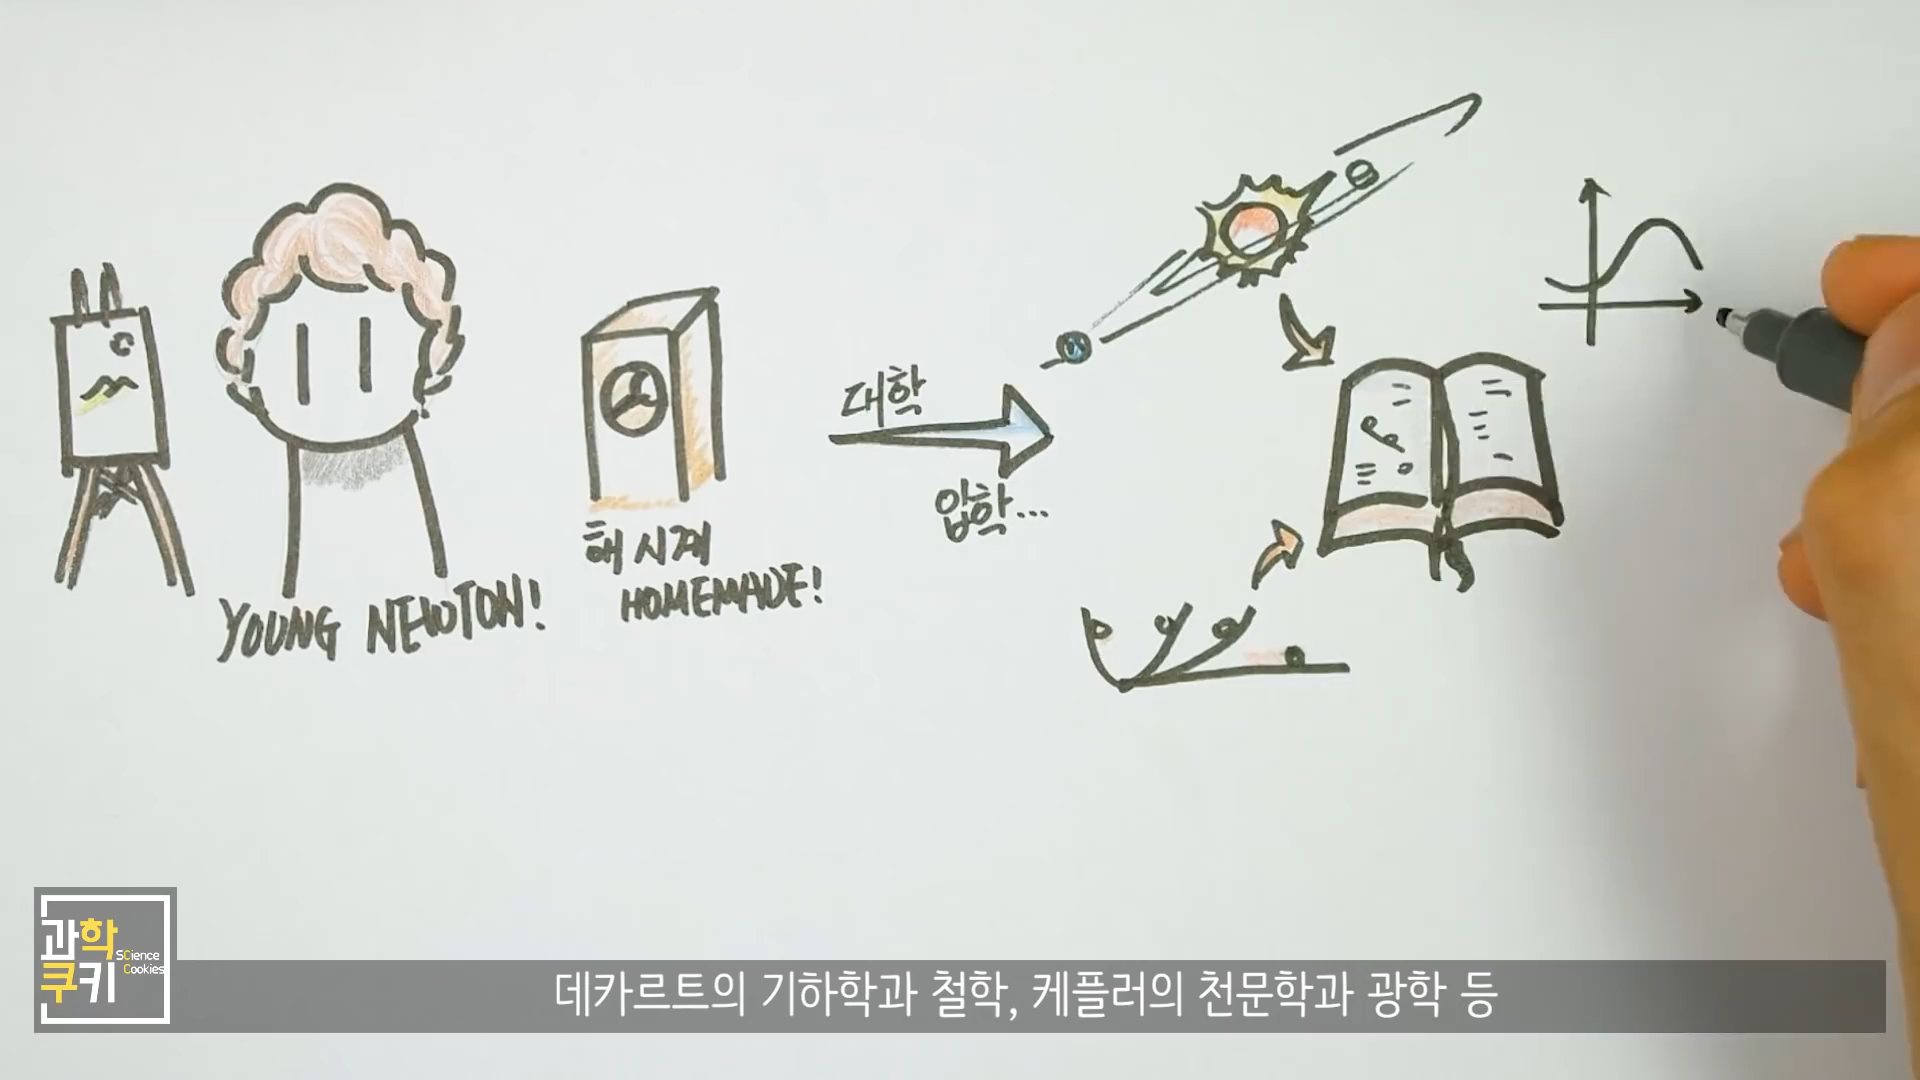 대학
입학...
해시계
HOMEMADE!
YOUNG NEWTON!
과학
쿠키
SCience
Cookies
데카르트의 기하학과 철학, 케플러의 천문학과 광학 등